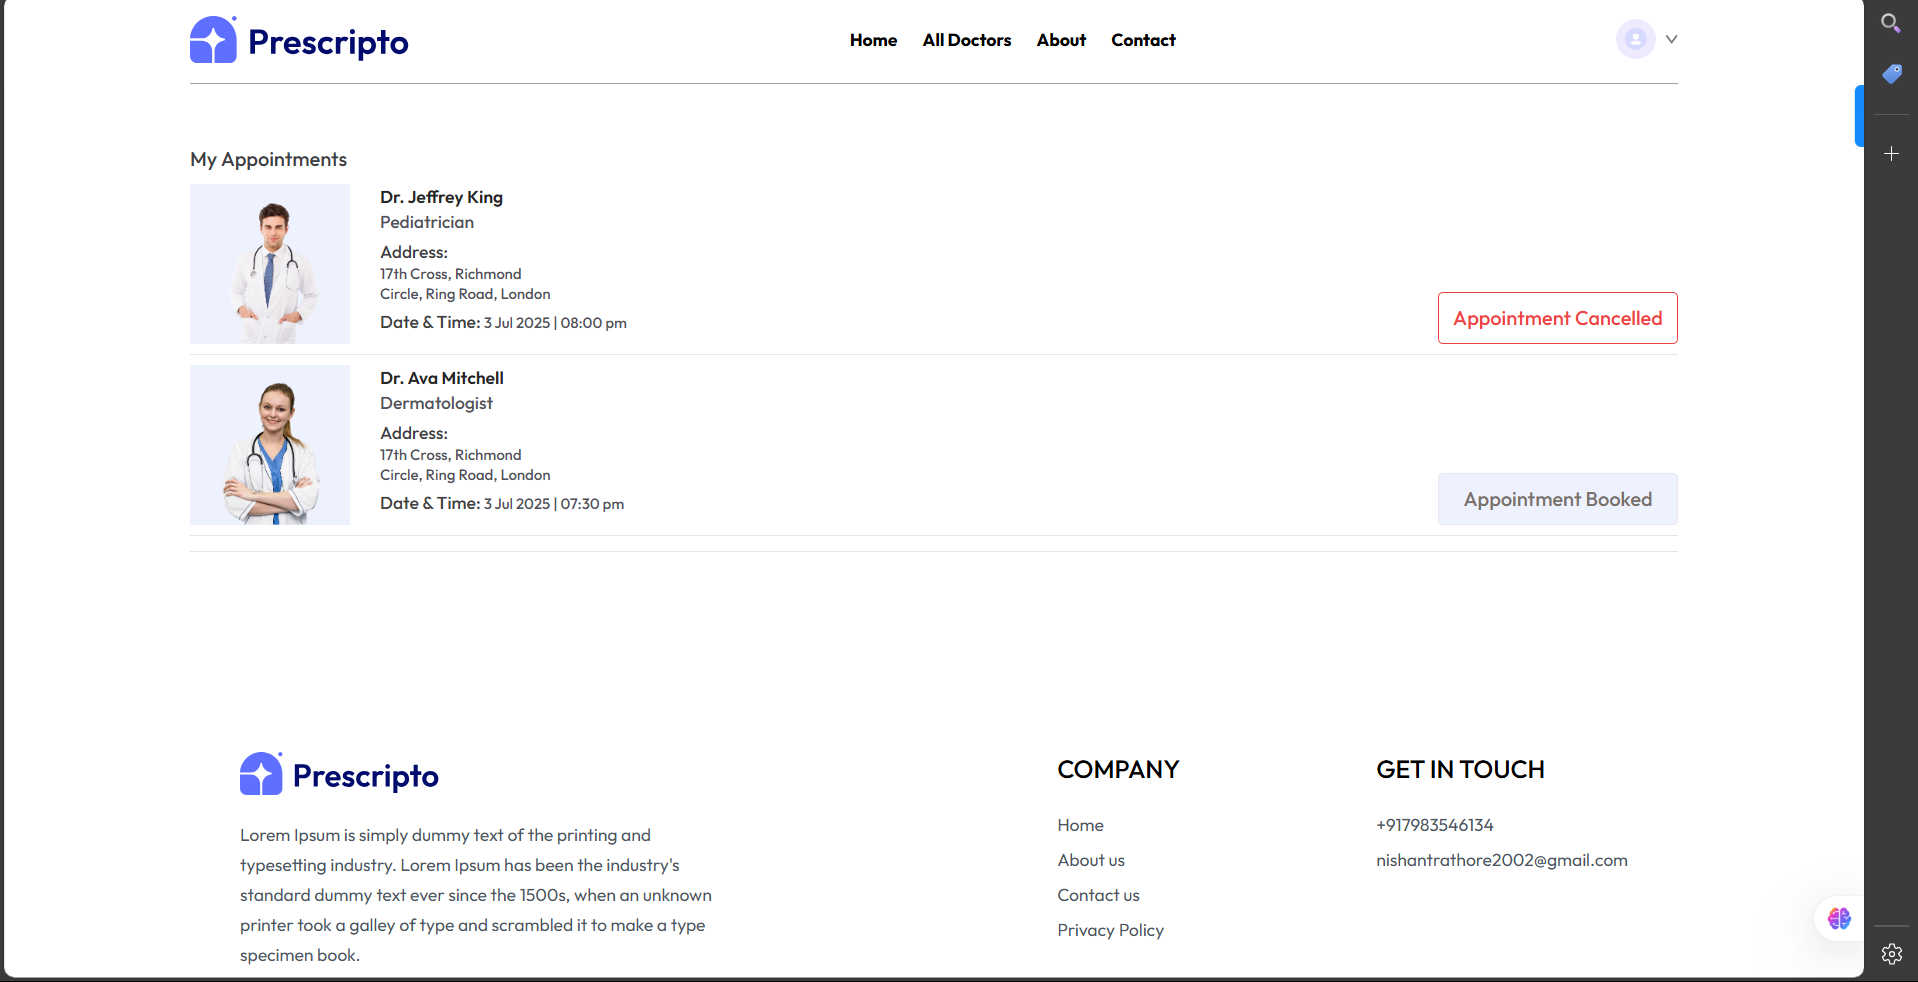 Prescripto
Home
All Doctors
About
Contact
My Appointments
Dr. Jeffrey King
Pediatrician
Address:
17th Cross, Richmond
Circle, Ring Road, London
Date & Time: 3 Jul 2025 | 08:00 pm
Appointment Cancelled
Dr. Ava Mitchell
Dermatologist
Address:
17th Cross, Richmond
Circle, Ring Road, London
Date & Time: 3 Jul 2025 | 07:30 pm
Appointment Booked
Prescripto
Lorem Ipsum is simply dummy text of the printing and
typesetting industry. Lorem Ipsum has been the industry's
standard dummy text ever since the 1500s, when an unknown
printer took a galley of type and scrambled it to make a type
specimen book.
COMPANY
Home
About us
Contact us
Privacy Policy
GET IN TOUCH
+917983546134
nishantrathore2002@gmail.com